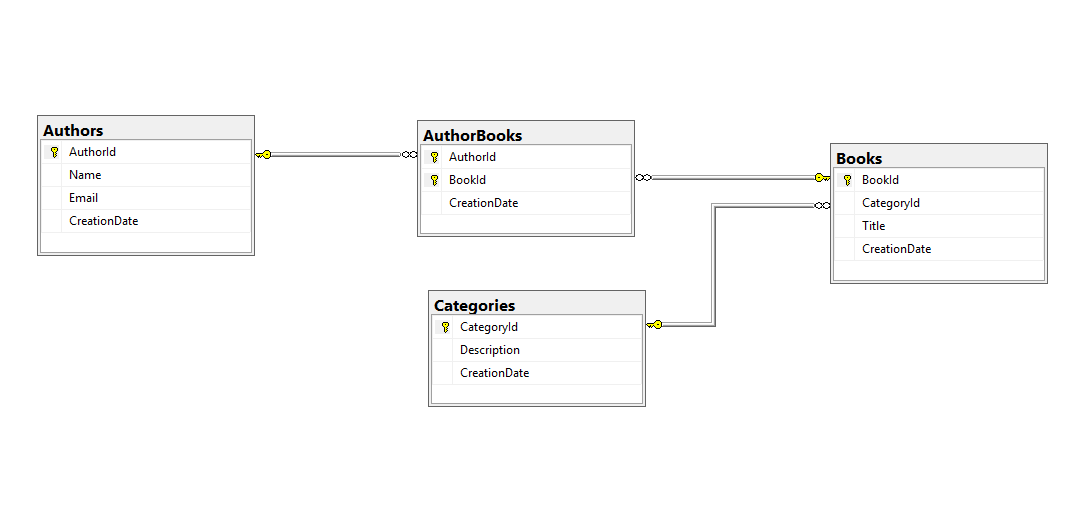 Authors
AuthorId
Name
Email
CreationDate
AuthorBooks
AuthorId
BookId
CreationDate
Books
BookId
CategoryId
Title
CreationDate
Categories
CategoryId
Description
CreationDate